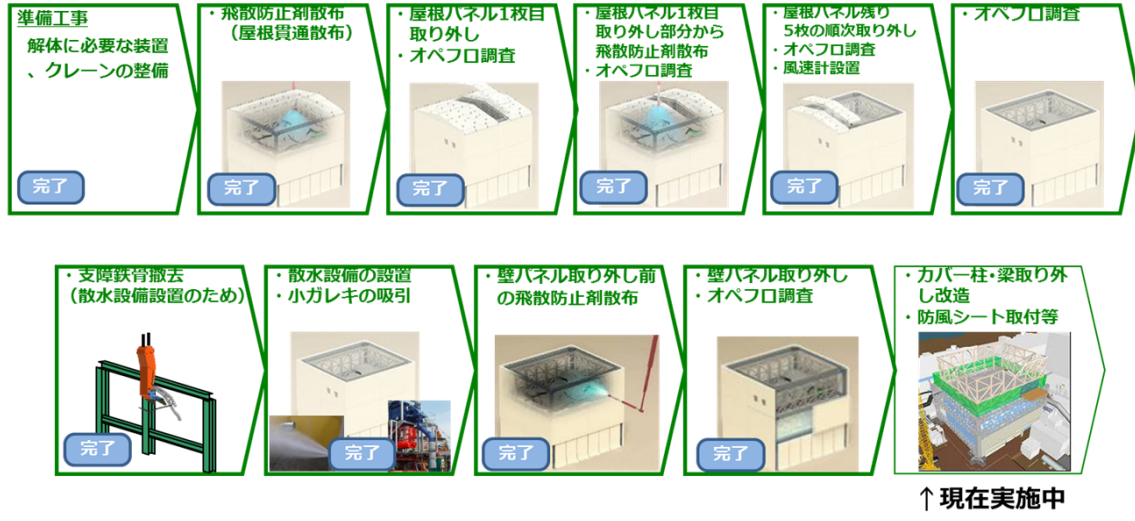 準備工事
解体に必要な装置
、クレーンの整備
完了
・飛散防止剤散布
（屋根貫通散布）
完了
・屋根パネル1枚目
取り外し
・オペフロ調査
完了
・屋根パネル1枚目
取り外し部分から
飛散防止剤散布
・オペフロ調査
完了
・屋根パネル残り
5枚の順次取り外し
・オペフロ調査
・風速計設置
完了
・オペフロ調査
完了
・支障鉄骨撤去
（散水設備設置のため）
完了
・散水設備の設置
・小ガレキの吸引
完了
・壁パネル取り外し前
の飛散防止剤散布
完了
・壁パネル取り外し
・オペフロ調査
完了
・カバー柱・梁取り外
し改造
・防風シート取付等
↑現在実施中